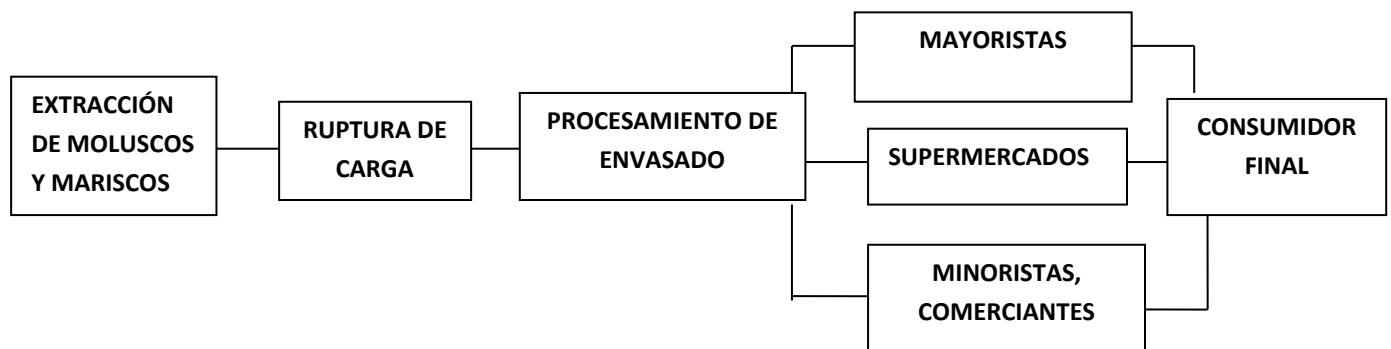 EXTRACCIÓN
DE MOLUSCOS
Y MARISCOS
RUPTURA DE
CARGA
PROCESAMIENTO DE
ENVASADO
MAYORISTAS
SUPERMERCADOS
MINORISTAS,
COMERCIANTES
CONSUMIDOR
FINAL